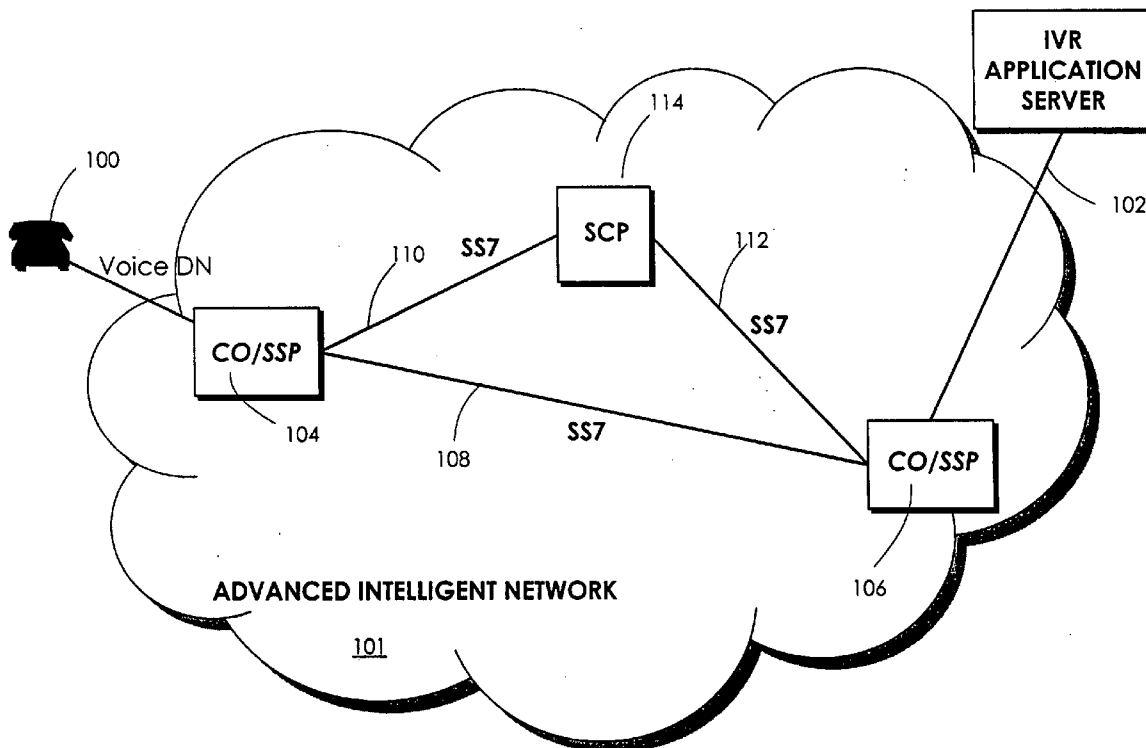 IVR
APPLICATION
SERVER
114
100
102
SCP
SS7
112
Voice DN
110
SS7
CO/SSP
104
SS7
108
CO/SSP
106
ADVANCED INTELLIGENT NETWORK
101